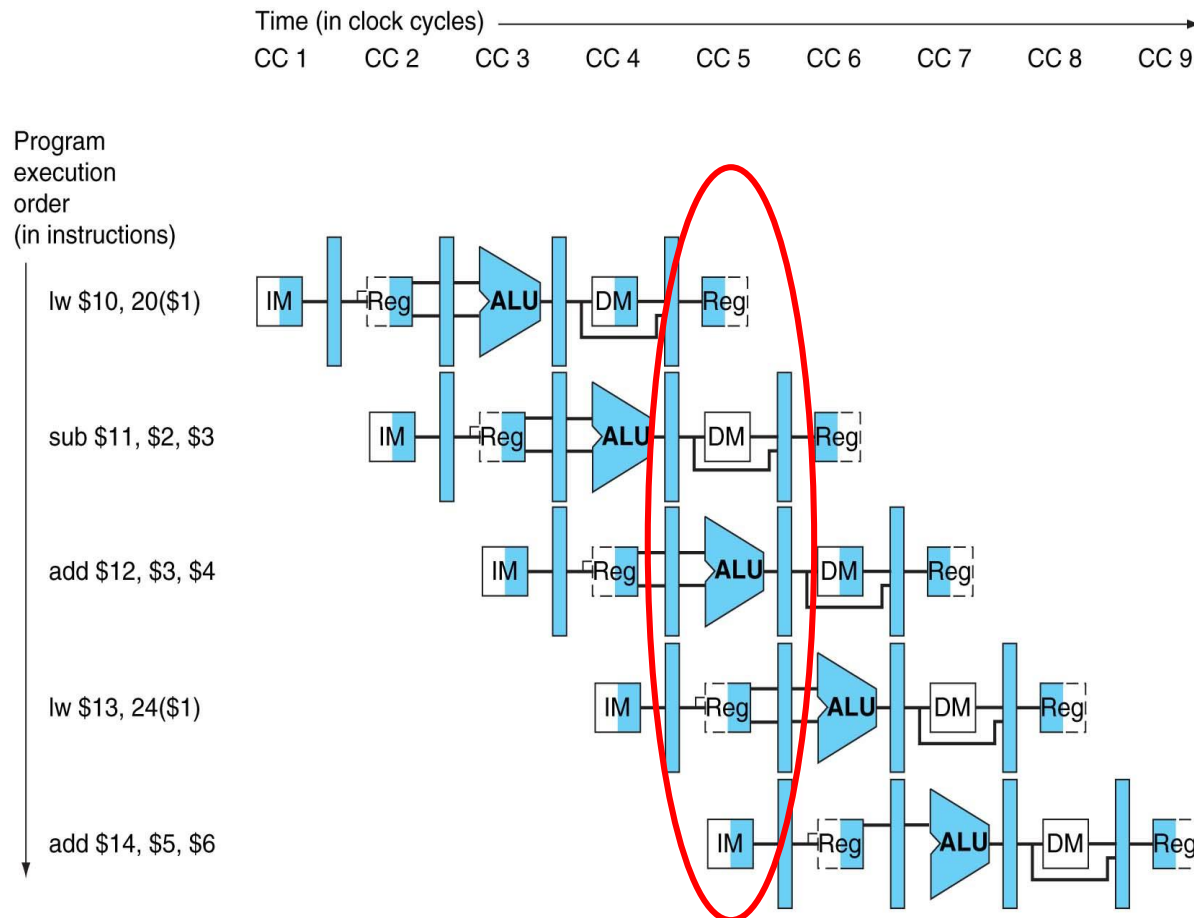 Time (in clock cycles)
CC 1 CC 2 CC 3 CC 4 CC 5 CC 6 CC 7 CC 8 CC 9
Program
execution
order
(in instructions)
lw $10, 20($1)
IM Reg ALU DM Reg
sub $11, $2, $3
IM Reg ALU DM Reg
add $12, $3, $4
IM Reg ALU DM Reg
lw $13, 24($1)
IM Reg ALU DM Reg
add $14, $5, $6
IM Reg ALU DM Reg